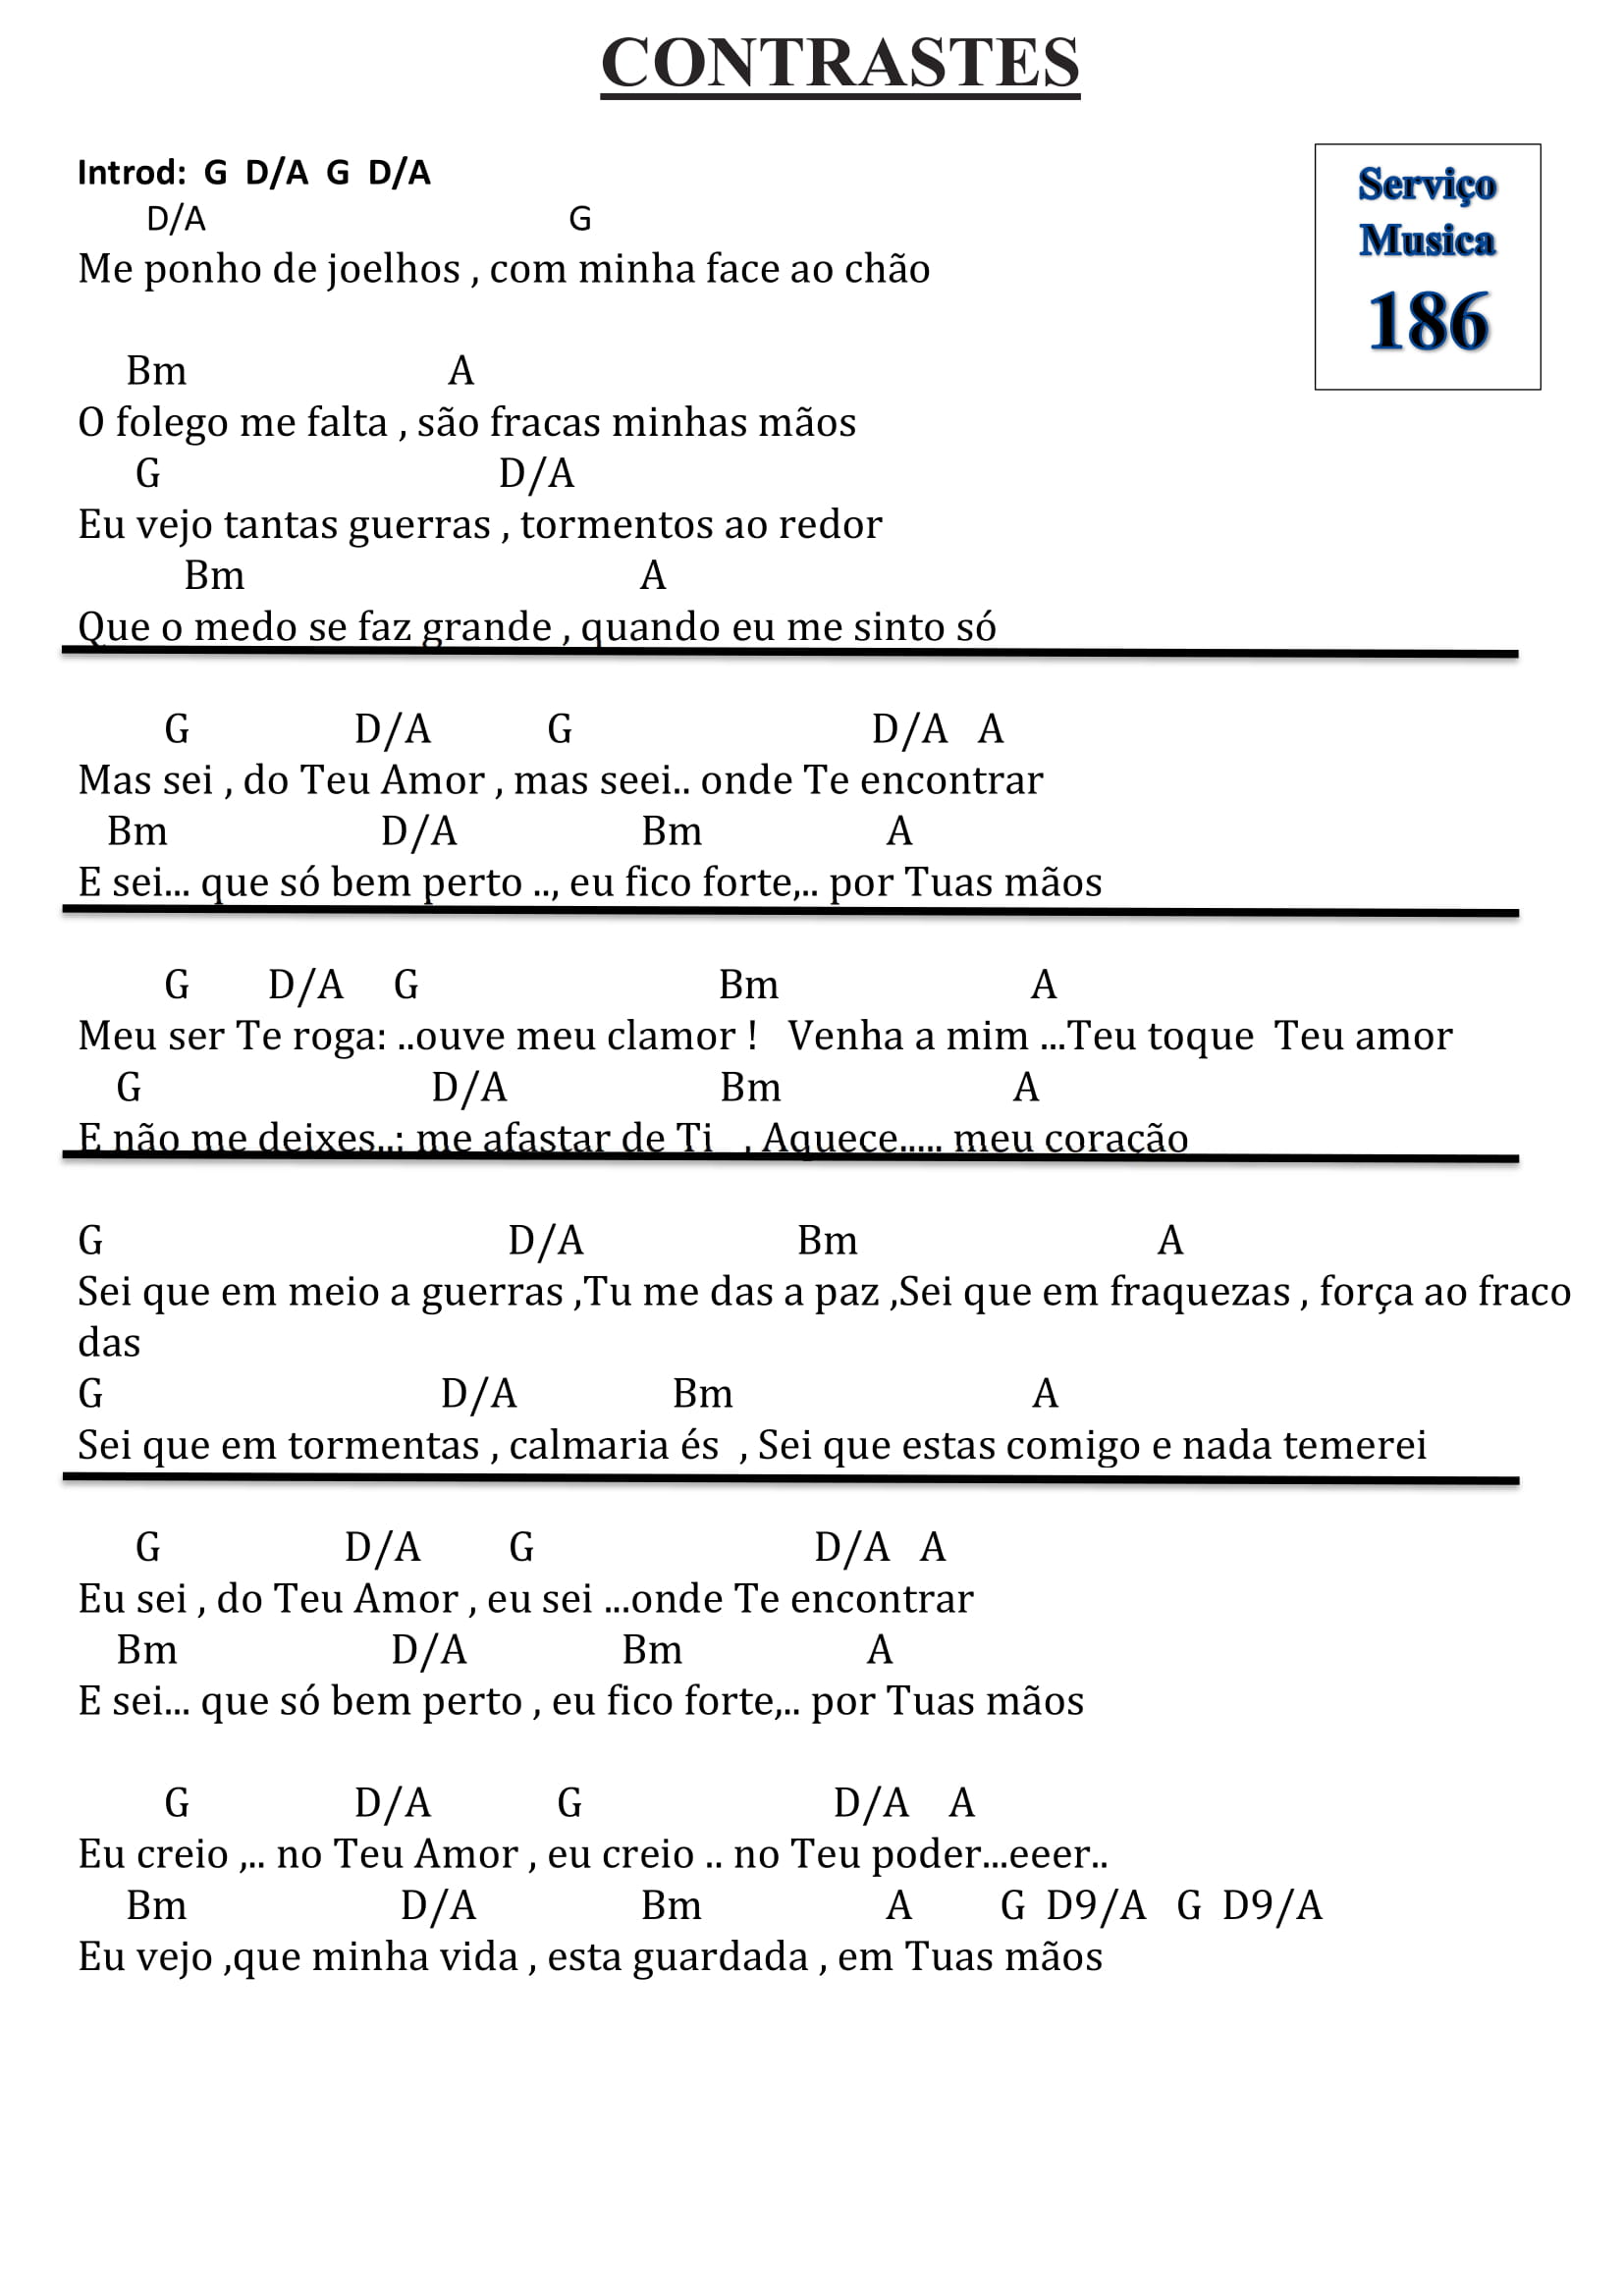 CONTRASTES
Introd: G D/A G D/A
Serviço
Musica
186
D/A G
Me ponho de joelhos , com minha face ao chão
Bm A
O folego me falta , são fracas minhas mãos
G D/A
Eu vejo tantas guerras , tormentos ao redor
Bm A
Que o medo se faz grande , quando eu me sinto só
G D/A G D/A A
Mas sei , do Teu Amor , mas seei.. onde Te encontrar
Bm D/A Bm A
E sei... que só bem perto .., eu fico forte,.. por Tuas mãos
G D/A G Bm A
Meu ser Te roga: ..ouve meu clamor ! Venha a mim ...Teu toque Teu amor
G D/A Bm A
E não me deixes..: me afastar de Ti , Aquece..... meu coração
G D/A Bm A
Sei que em meio a guerras ,Tu me das a paz ,Sei que em fraquezas , força ao fraco
das
G D/A Bm A
Sei que em tormentas , calmaria és , Sei que estas comigo e nada temerei
G D/A G D/A A
Eu sei , do Teu Amor , eu sei ...onde Te encontrar
Bm D/A Bm A
E sei... que só bem perto , eu fico forte,.. por Tuas mãos
G D/A G D/A A
Eu creio ,.. no Teu Amor , eu creio .. no Teu poder...eeer..
Bm D/A Bm A G D9/A G D9/A
Eu vejo ,que minha vida , esta guardada , em Tuas mãos